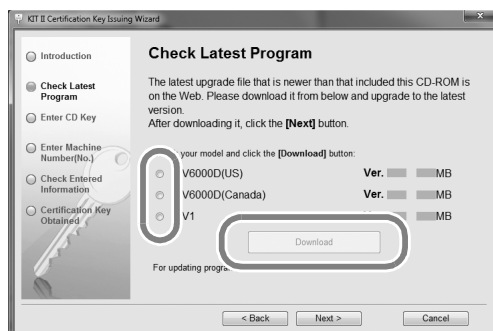 KIT II Certification Key Issuing Wizard
x
Introduction
Check Latest
Program
Enter CD Key
Enter Machine
Number(No.)
Check Entered
Information
Certification Key
Obtained
Check Latest Program
The latest upgrade file that is newer than that included this CD-ROM is
on the Web. Please download it from below and upgrade to the latest
version.
After downloading it, click the [Next] button.
your model and click the [Download] button:
V6000D(US) Ver. MB
V6000D(Canada) Ver. MB
V1 MB
Download
For updating
< Back Next > Cancel